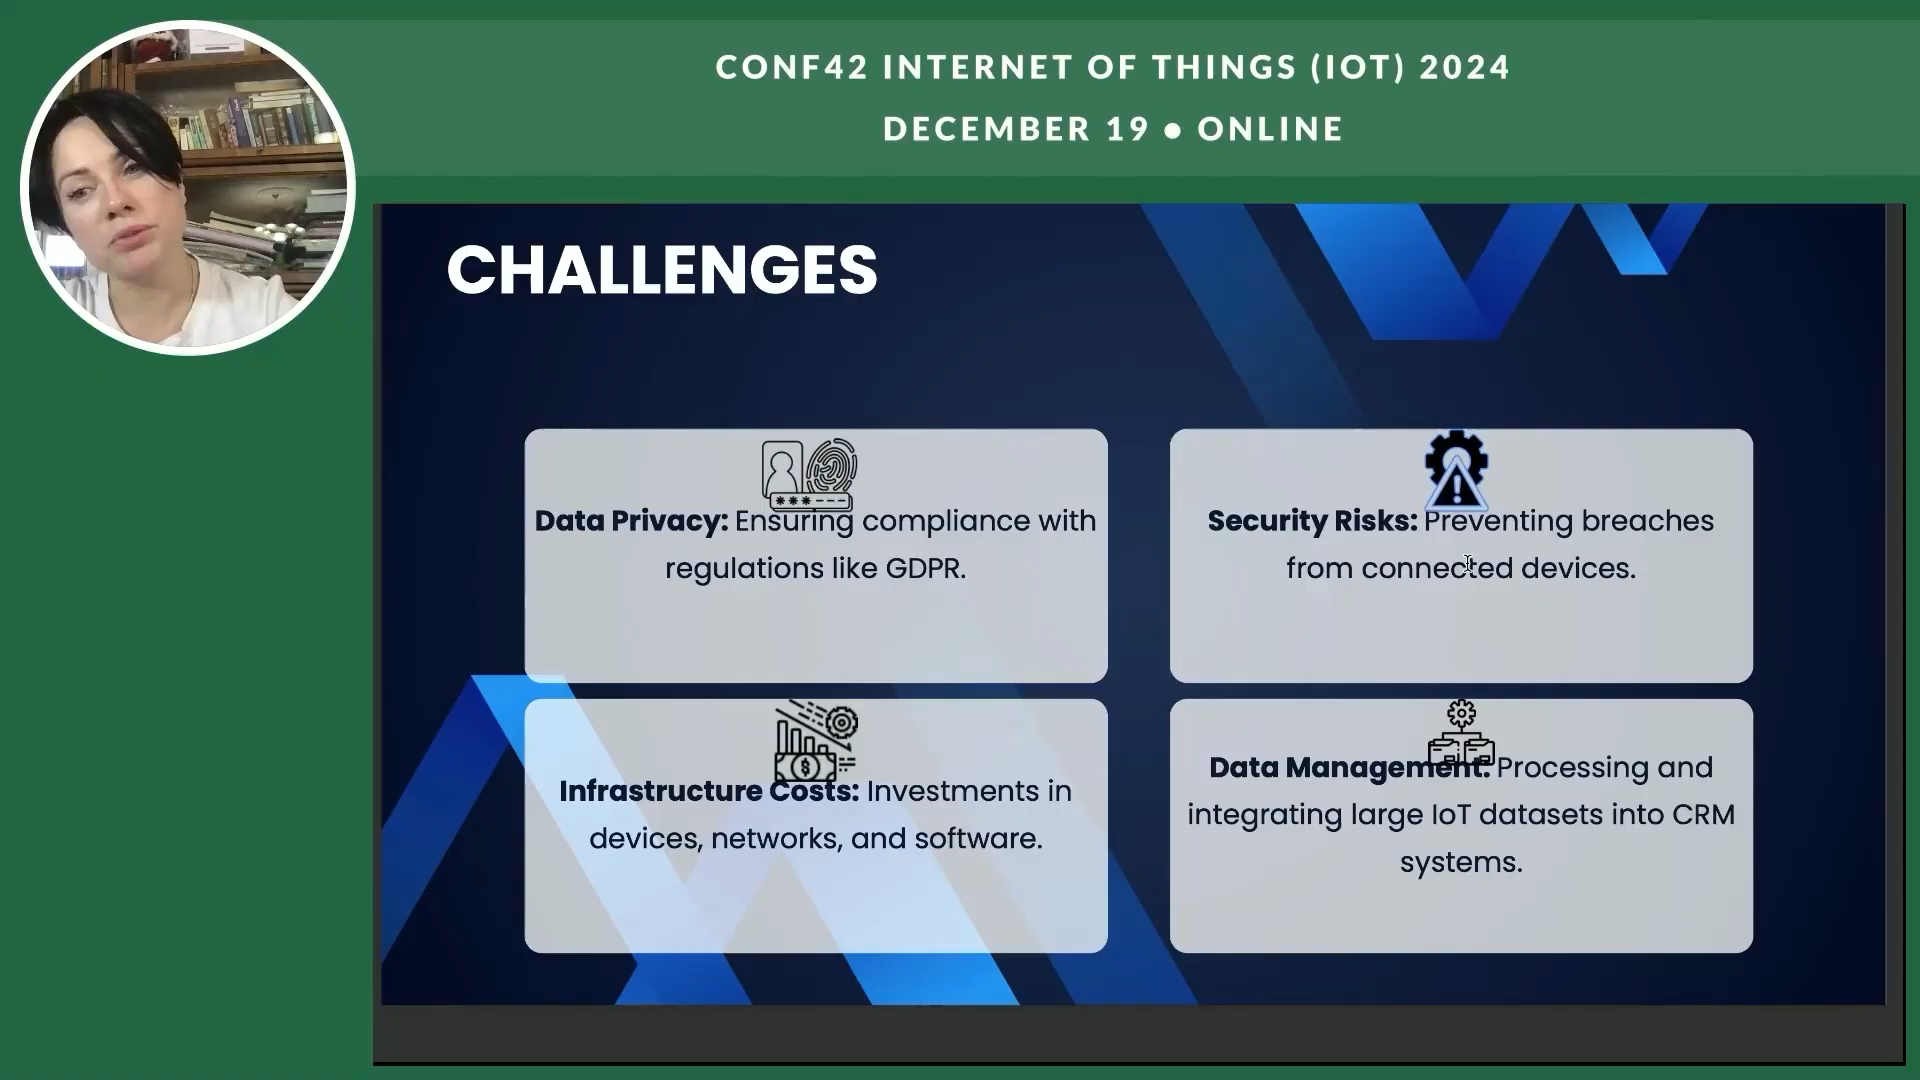 CONF42 INTERNET OF THINGS (IOT) 2024
DECEMBER 19 ● ONLINE
CHALLENGES
Data Privacy: Ensuring compliance with
regulations like GDPR.
Security Risks: Preventing breaches
from connected devices.
Infrastructure Costs: Investments in
devices, networks, and software.
Data Management: Processing and
integrating large IoT datasets into CRM
systems.